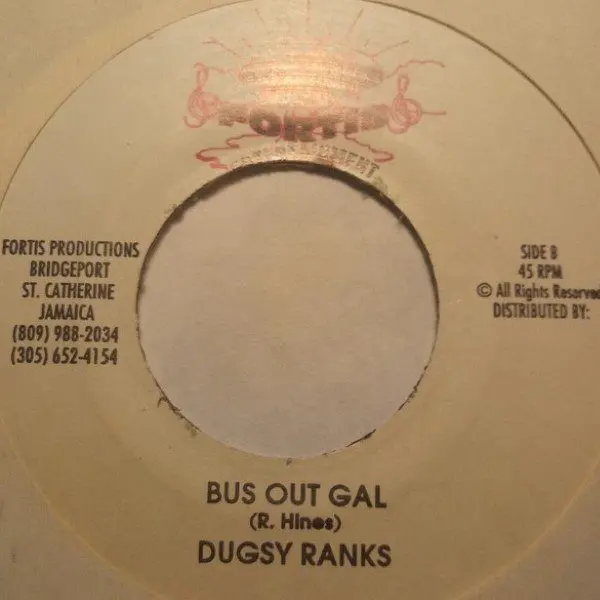 FORTIS
ENTERTAINMENT
FORTIS PRODUCTIONS
BRIDGEPORT
ST. CATHERINE
JAMAICA
(809) 988-2034
(305) 652-4154
SIDE B
45 RPM
© All Rights Reserved
DISTRIBUTED BY:
BUS OUT GAL
(R. Hines)
DUGSY RANKS